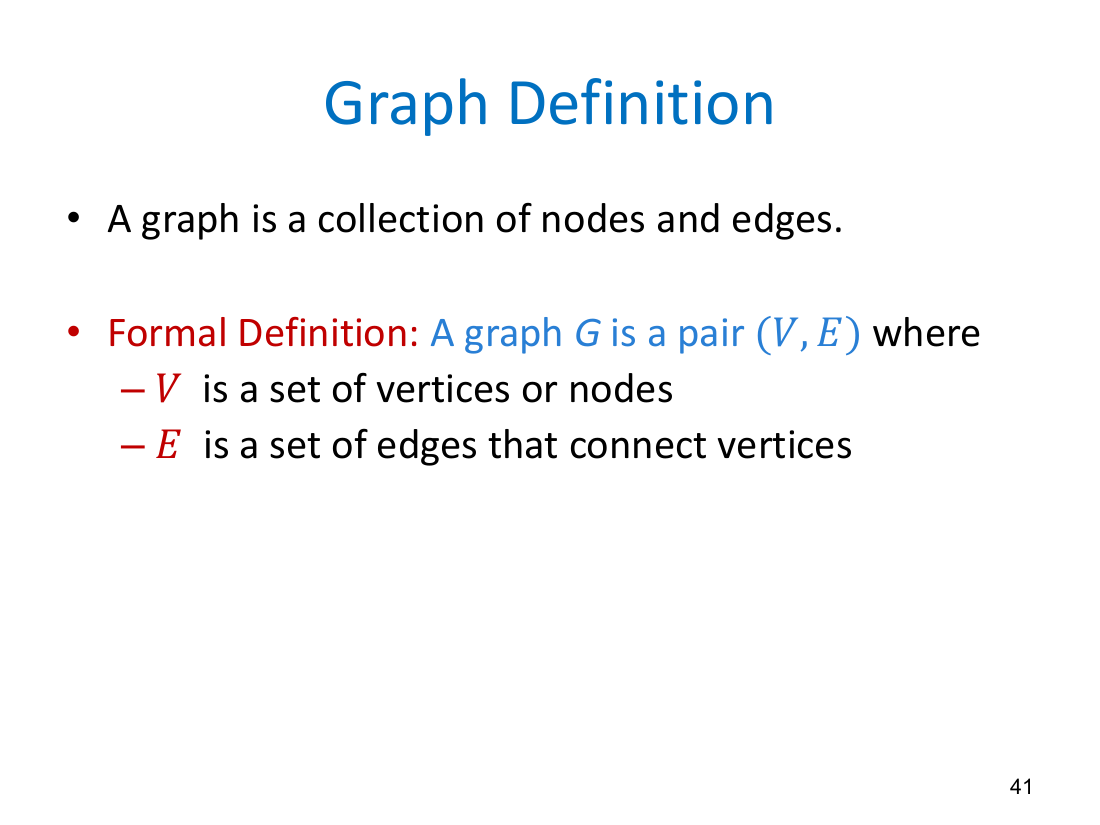 Graph Definition
• A graph is a collection of nodes and edges.
• Formal Definition: A graph G is a pair (V, E) where
– V is a set of vertices or nodes
– E is a set of edges that connect vertices
41